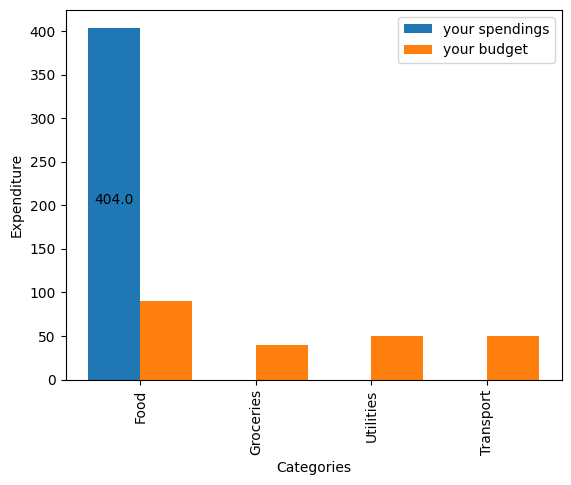 your spendings
your budget
400
350
300
250
200
150
100
50
0
404.0
Expenditure
Food
Groceries
Utilities
Transport
Categories